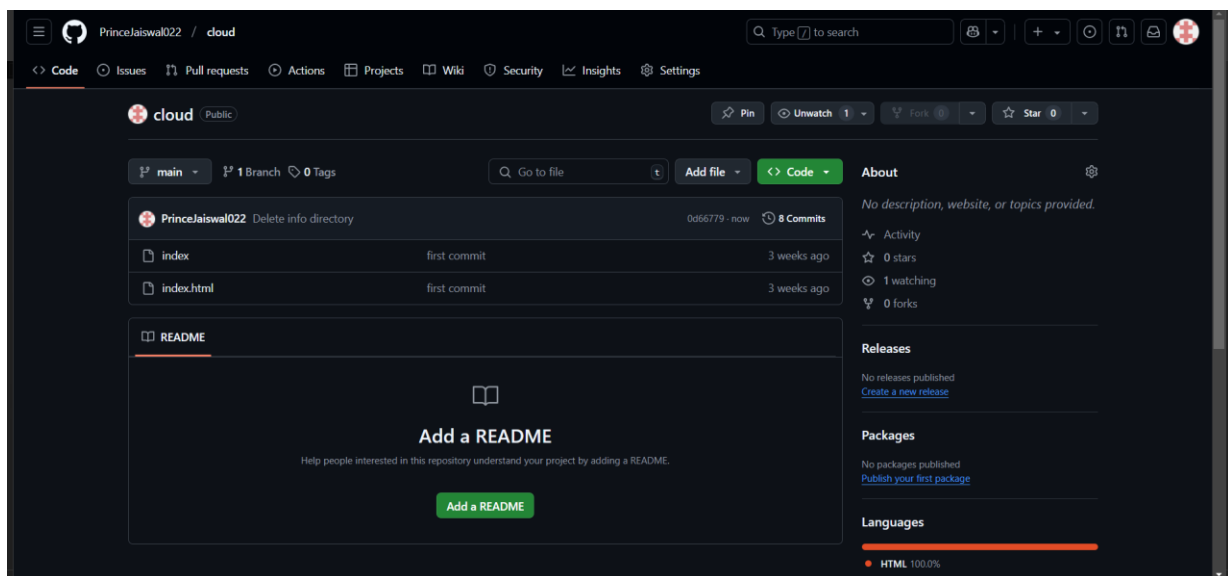 PrinceJaiswal022 / cloud
Type / to search
Code Issues Pull requests Actions Projects Wiki Security Insights Settings
cloud Public
Pin Unwatch 1 Fork 0 Star 0
main 1 Branch 0 Tags
Go to file t Add file Code
PrinceJaiswal022 Delete info directory 0d66779 · now 8 Commits
index first commit 3 weeks ago
index.html first commit 3 weeks ago
README
Add a README
Help people interested in this repository understand your project by adding a README.
Add a README
About
No description, website, or topics provided.
Activity
0 stars
1 watching
0 forks
Releases
No releases published
Create a new release
Packages
No packages published
Publish your first package
Languages
HTML 100.0%